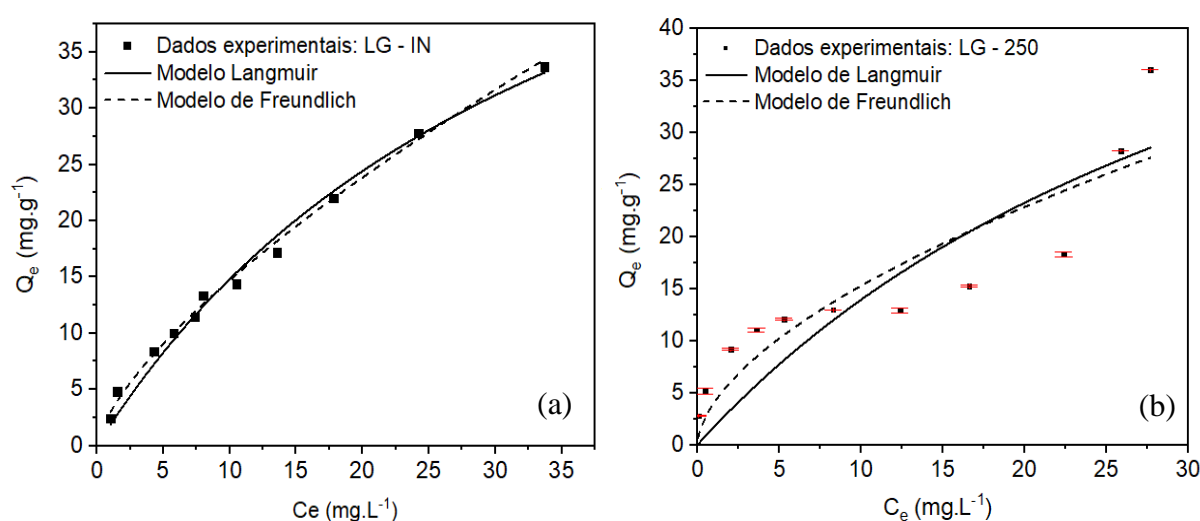 Dados experimentais: LG - IN
Modelo Langmuir
Modelo de Freundlich
35
30
25
20
15
10
5
0
Qe (mg.g-1)
(a)
0 5 10 15 20 25 30 35
Ce (mg.L-1)
Dados experimentais: LG - 250
Modelo de Langmuir
Modelo de Freundlich
40
35
30
25
20
15
10
5
0
Qe (mg.g-1)
(b)
0 5 10 15 20 25 30
Ce (mg.L-1)